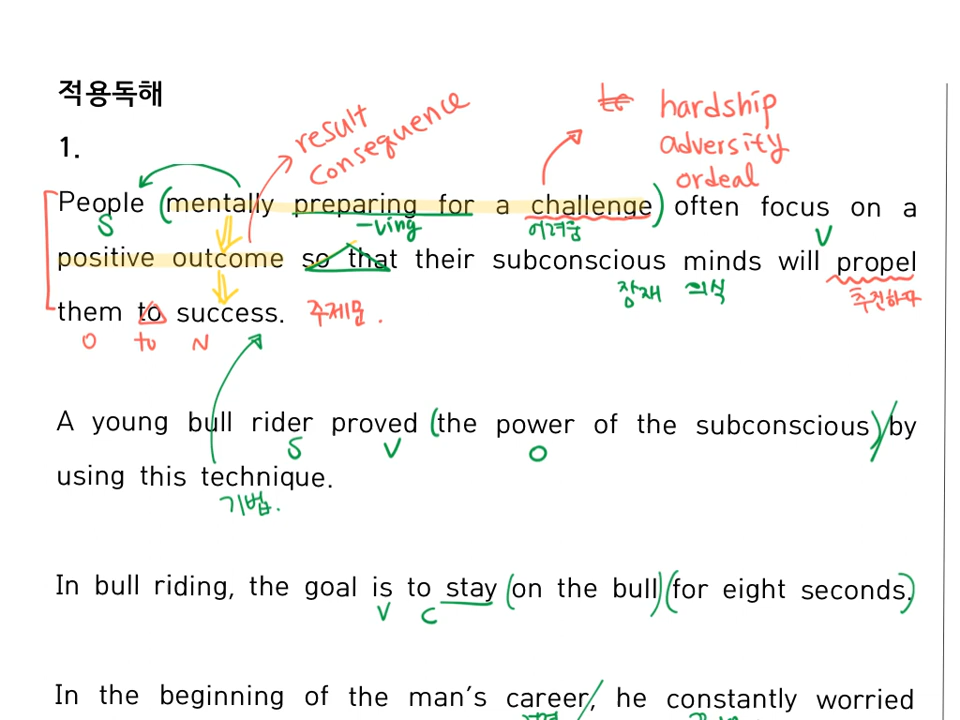 적용독해
result
consequence
hardship
adversity
ordeal
1.
People (mentally preparing for a challenge) often focus on a
S -ving 어려움 V
positive outcome so that their subconscious minds will propel
잠재 의식 추진하다
them to success. 주제문.
O to N
A young bull rider proved (the power of the subconscious)/by
S V O
using this technique.
기법.
In bull riding, the goal is to stay (on the bull)(for eight seconds.)
V C
In the beginning of the man's career,/ he constantly worried